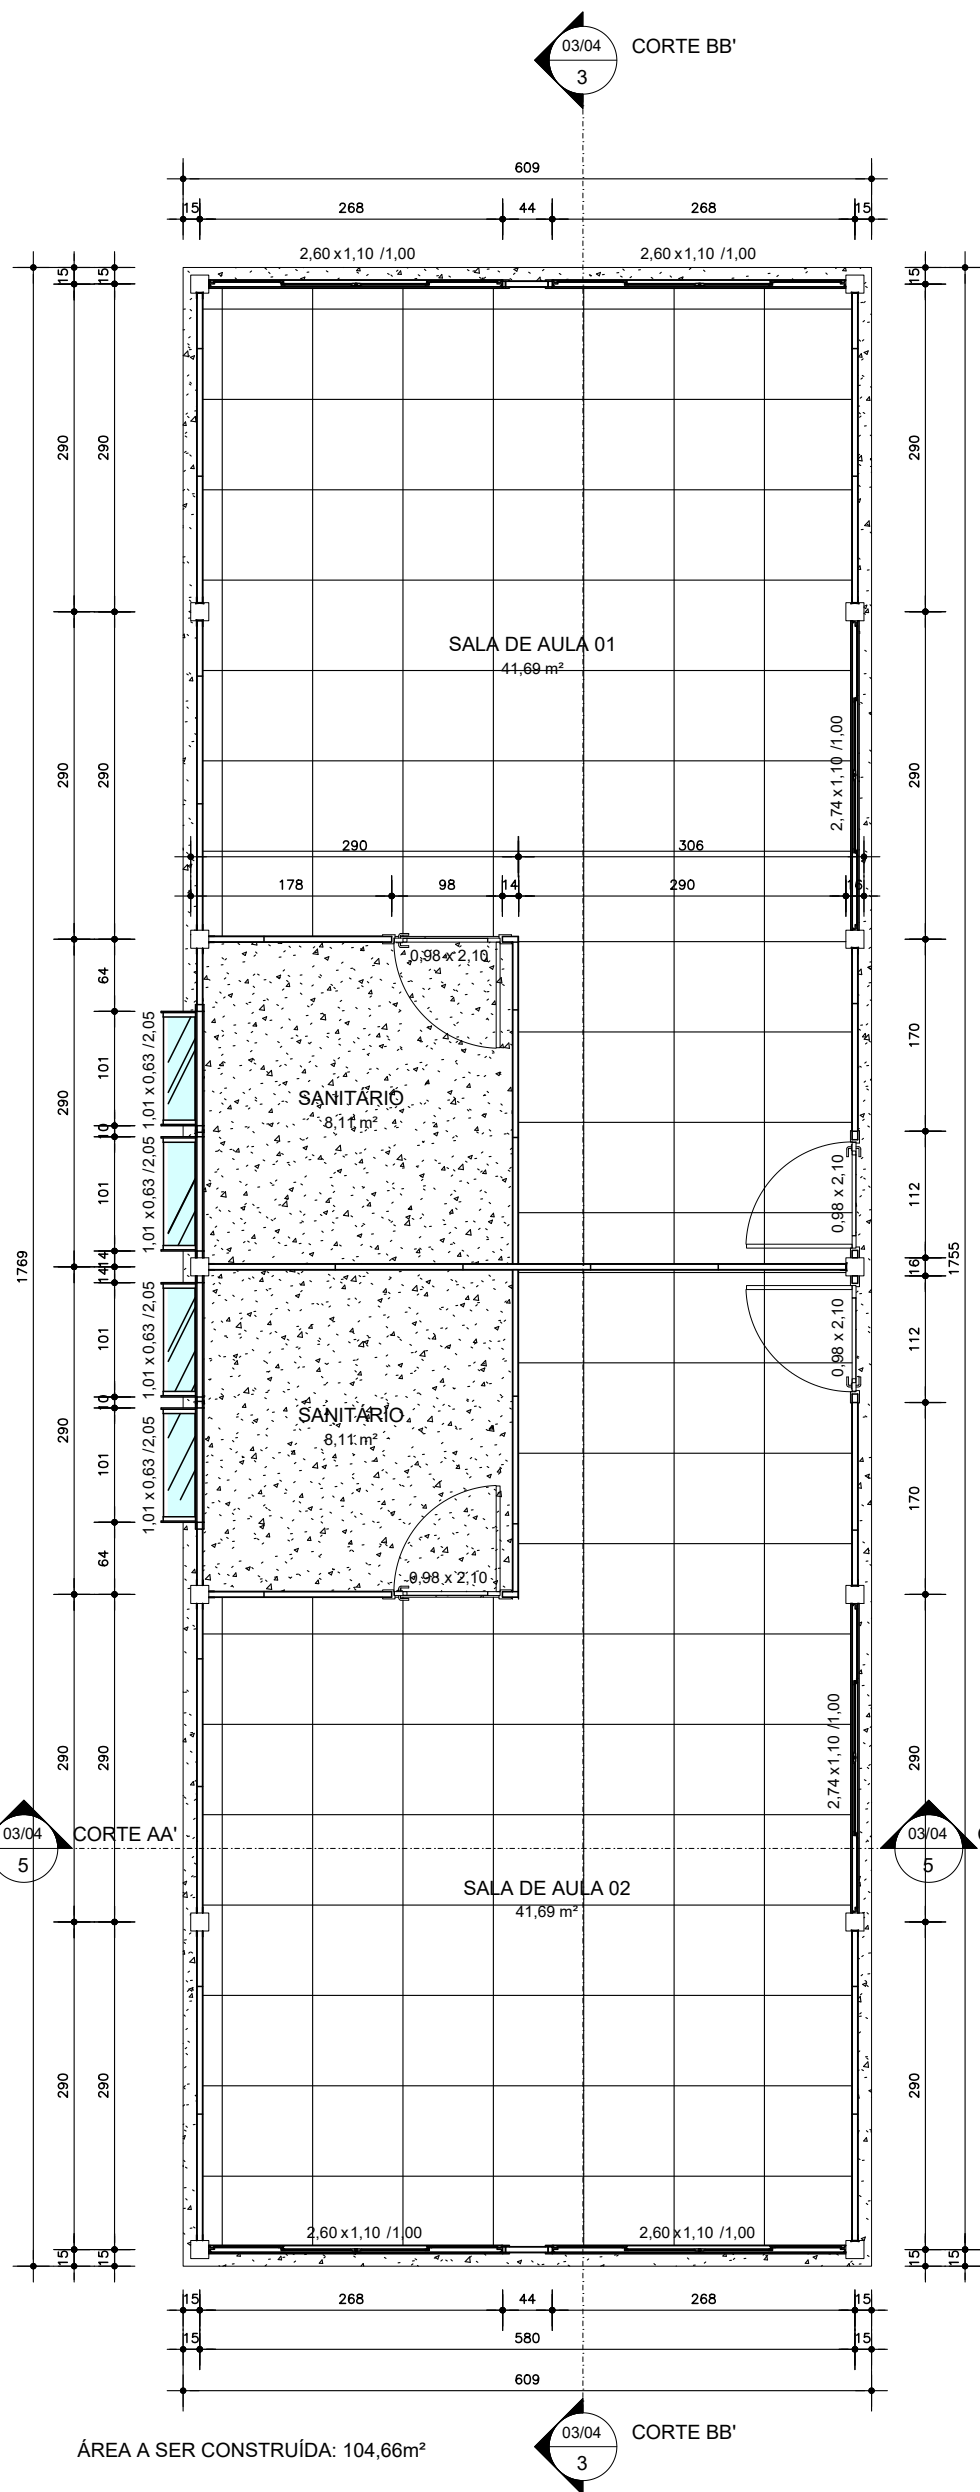 03/04
3
CORTE BB'
609
15
268
44
268
15
2,60 x 1,10 /1,00
2,60 x 1,10 /1,00
15
15
15
15
290
290
290
SALA DE AULA 01
41,69 m²
290
290
290
2,74 x 1,10 /1,00
290
306
178
98
14
290
16
0,98 x 2,10
64
101
10
101
14
14
101
10
101
64
290
290
1,01 x 0,63 /2,05
1,01 x 0,63 /2,05
1,01 x 0,63 /2,05
1,01 x 0,63 /2,05
SANITÁRIO
8,11 m²
170
112
16
112
170
0,98 x 2,10
0,98 x 2,10
1769
1755
SANITÁRIO
8,11 m²
0,98 x 2,10
290
290
290
2,74 x 1,10 /1,00
03/04
5
CORTE AA'
03/04
5
SALA DE AULA 02
41,69 m²
290
290
290
2,60 x 1,10 /1,00
2,60 x 1,10 /1,00
15
15
15
15
15
268
44
268
15
15
580
15
609
03/04
3
CORTE BB'
ÁREA A SER CONSTRUÍDA: 104,66m²